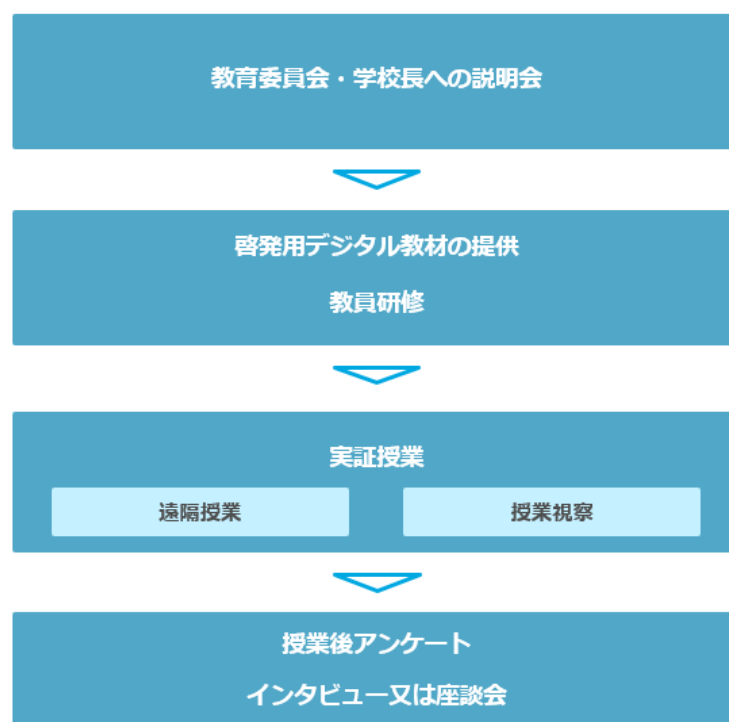 教育委員会・学校長への説明会
啓発用デジタル教材の提供
教員研修
実証授業
遠隔授業
授業視察
授業後アンケート
インタビュー又は座談会